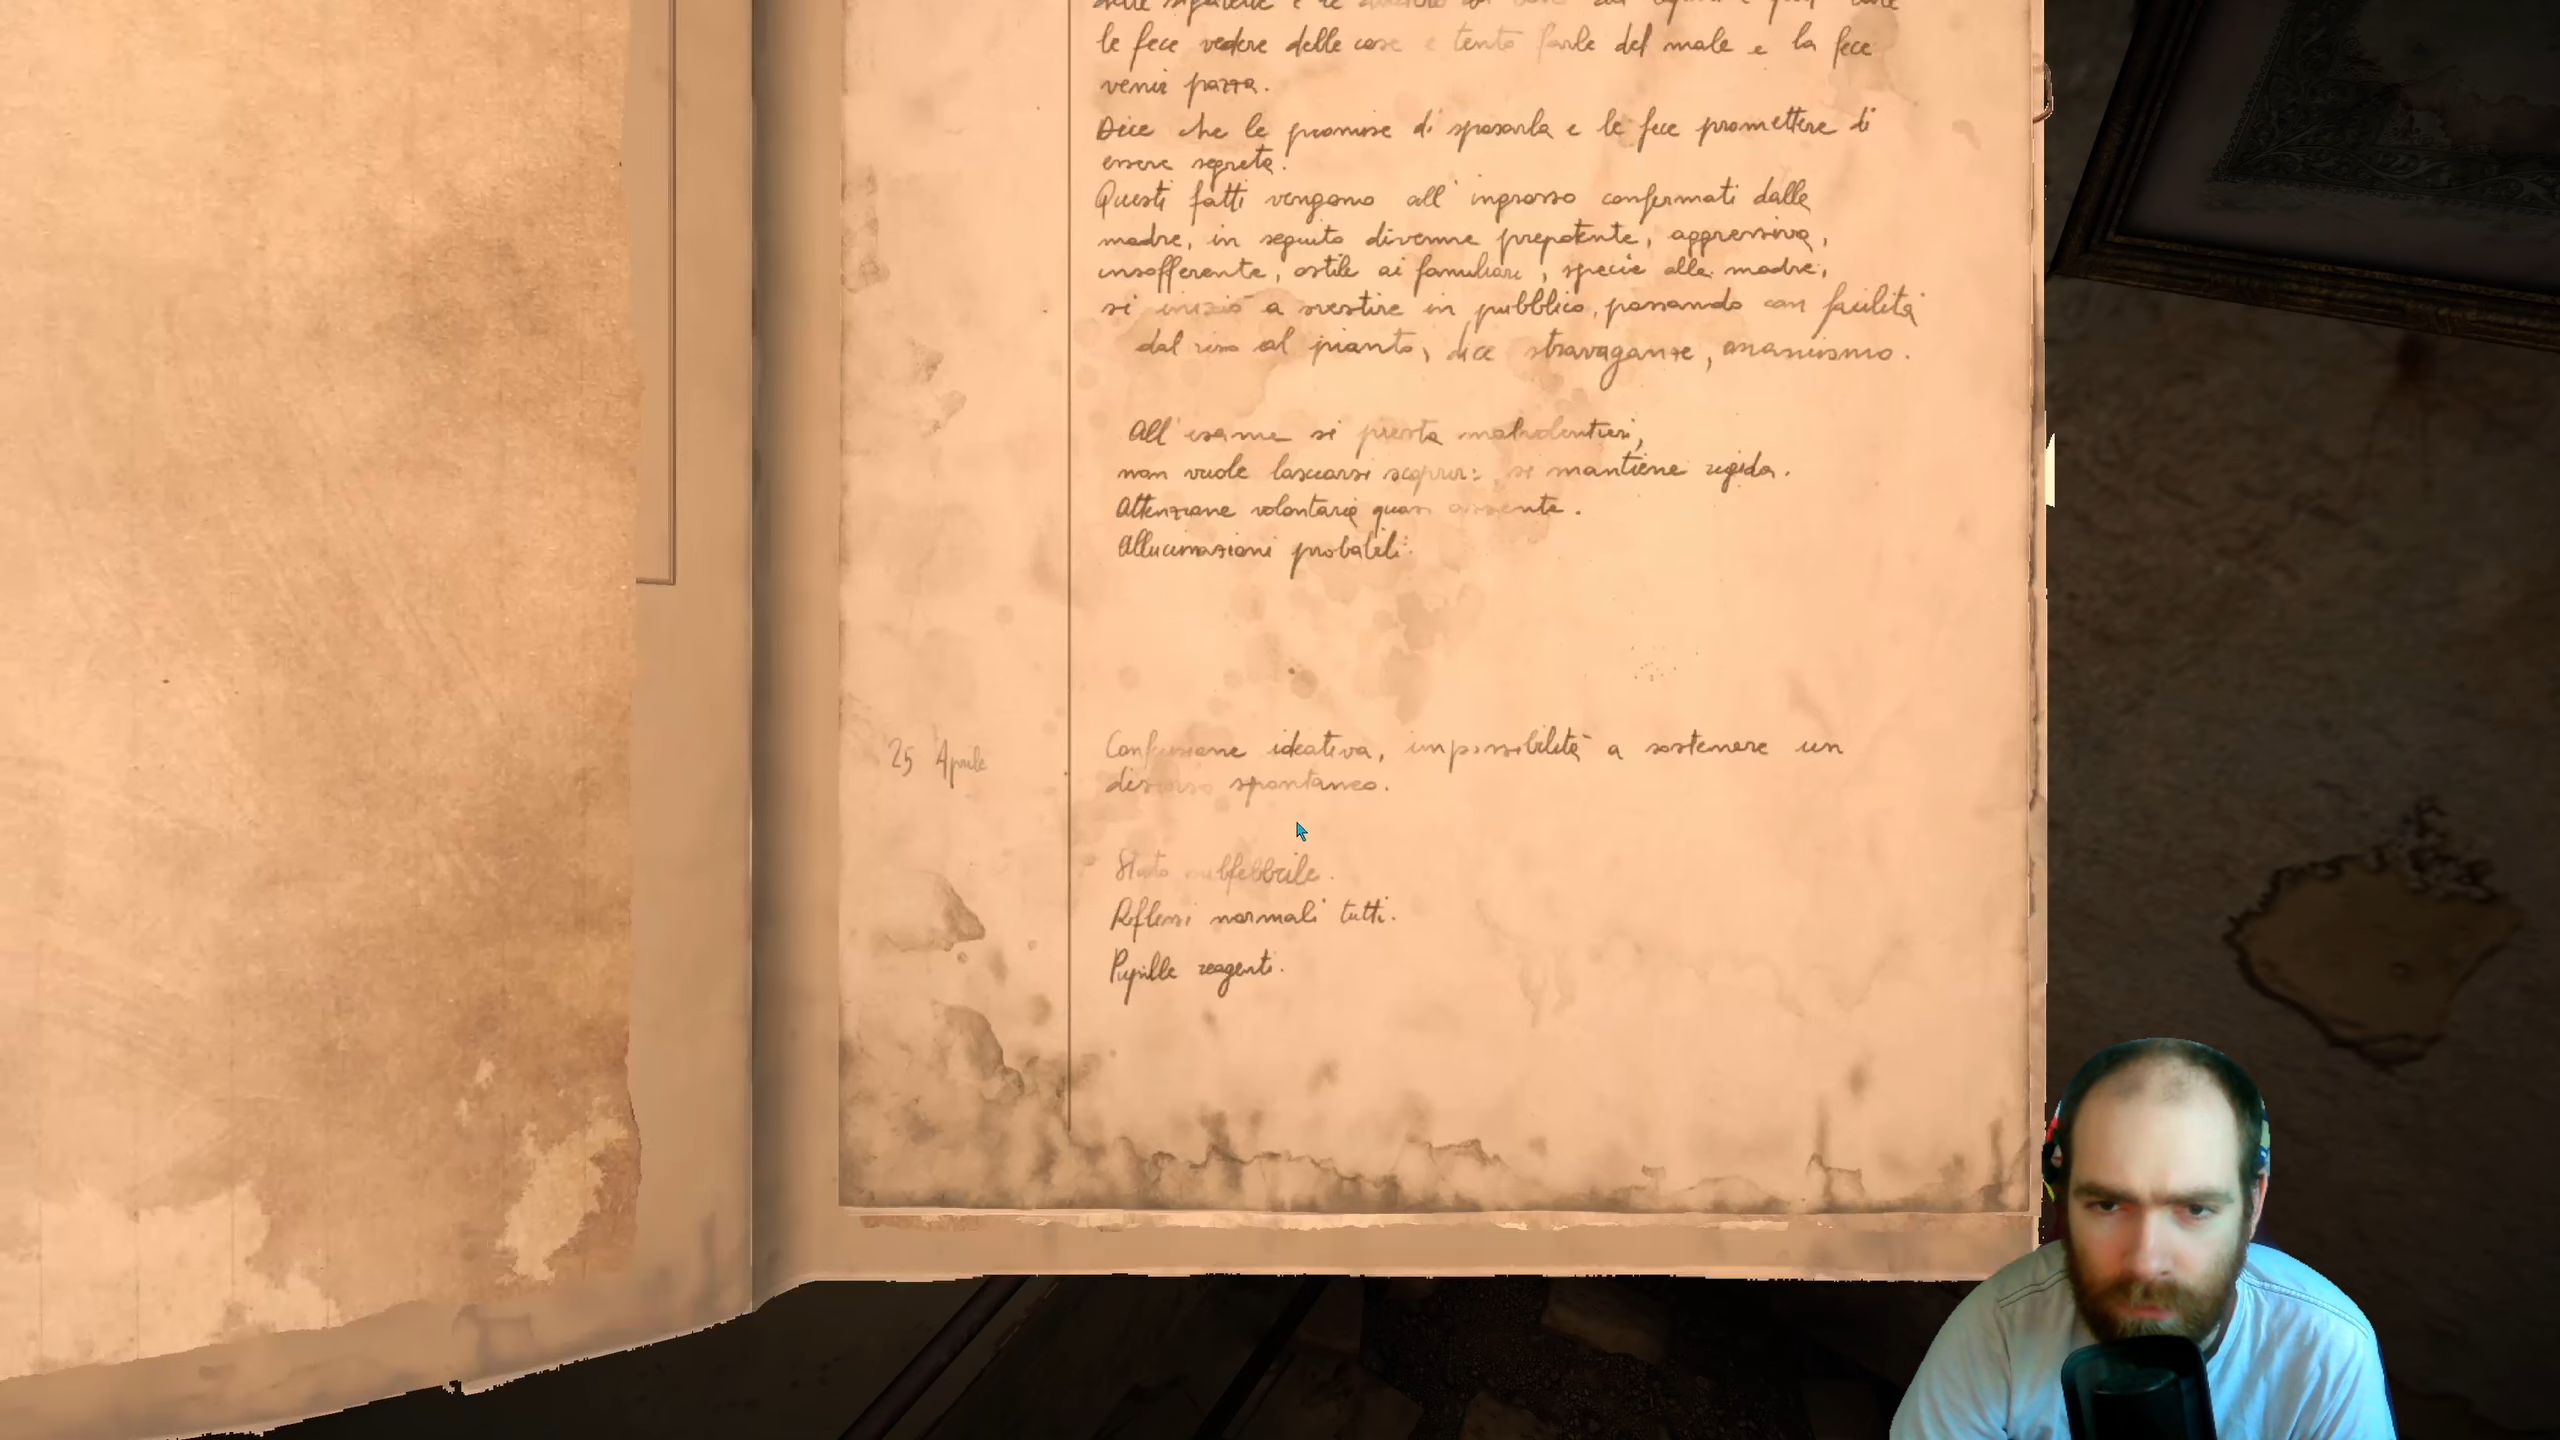 le fece vedere delle cose e tentò farle del male e la fece
venir pazza.
Dice che le promise di sposarla e le fece promettere di
essere segreta.
Questi fatti vengono all' ingrosso confermati dalla
madre, in seguito divenne prepotente, aggressiva,
insofferente, ostile ai famigliari, specie alla madre,
si iniziò a svestire in pubblico, passando con facilità
dal riso al pianto, dice stravaganze, onanismo.
All' esame si presta malvolentieri,
non vuole lasciarsi scoprir: si mantiene rigida.
Attenzione volontaria quasi assente.
Allucinazioni probabili.
25 Aprile
Confusione ideativa, impossibilità a sostenere un
discorso spontaneo.
Stato subfebbrile.
Riflessi normali tutti.
Pupille reagenti.